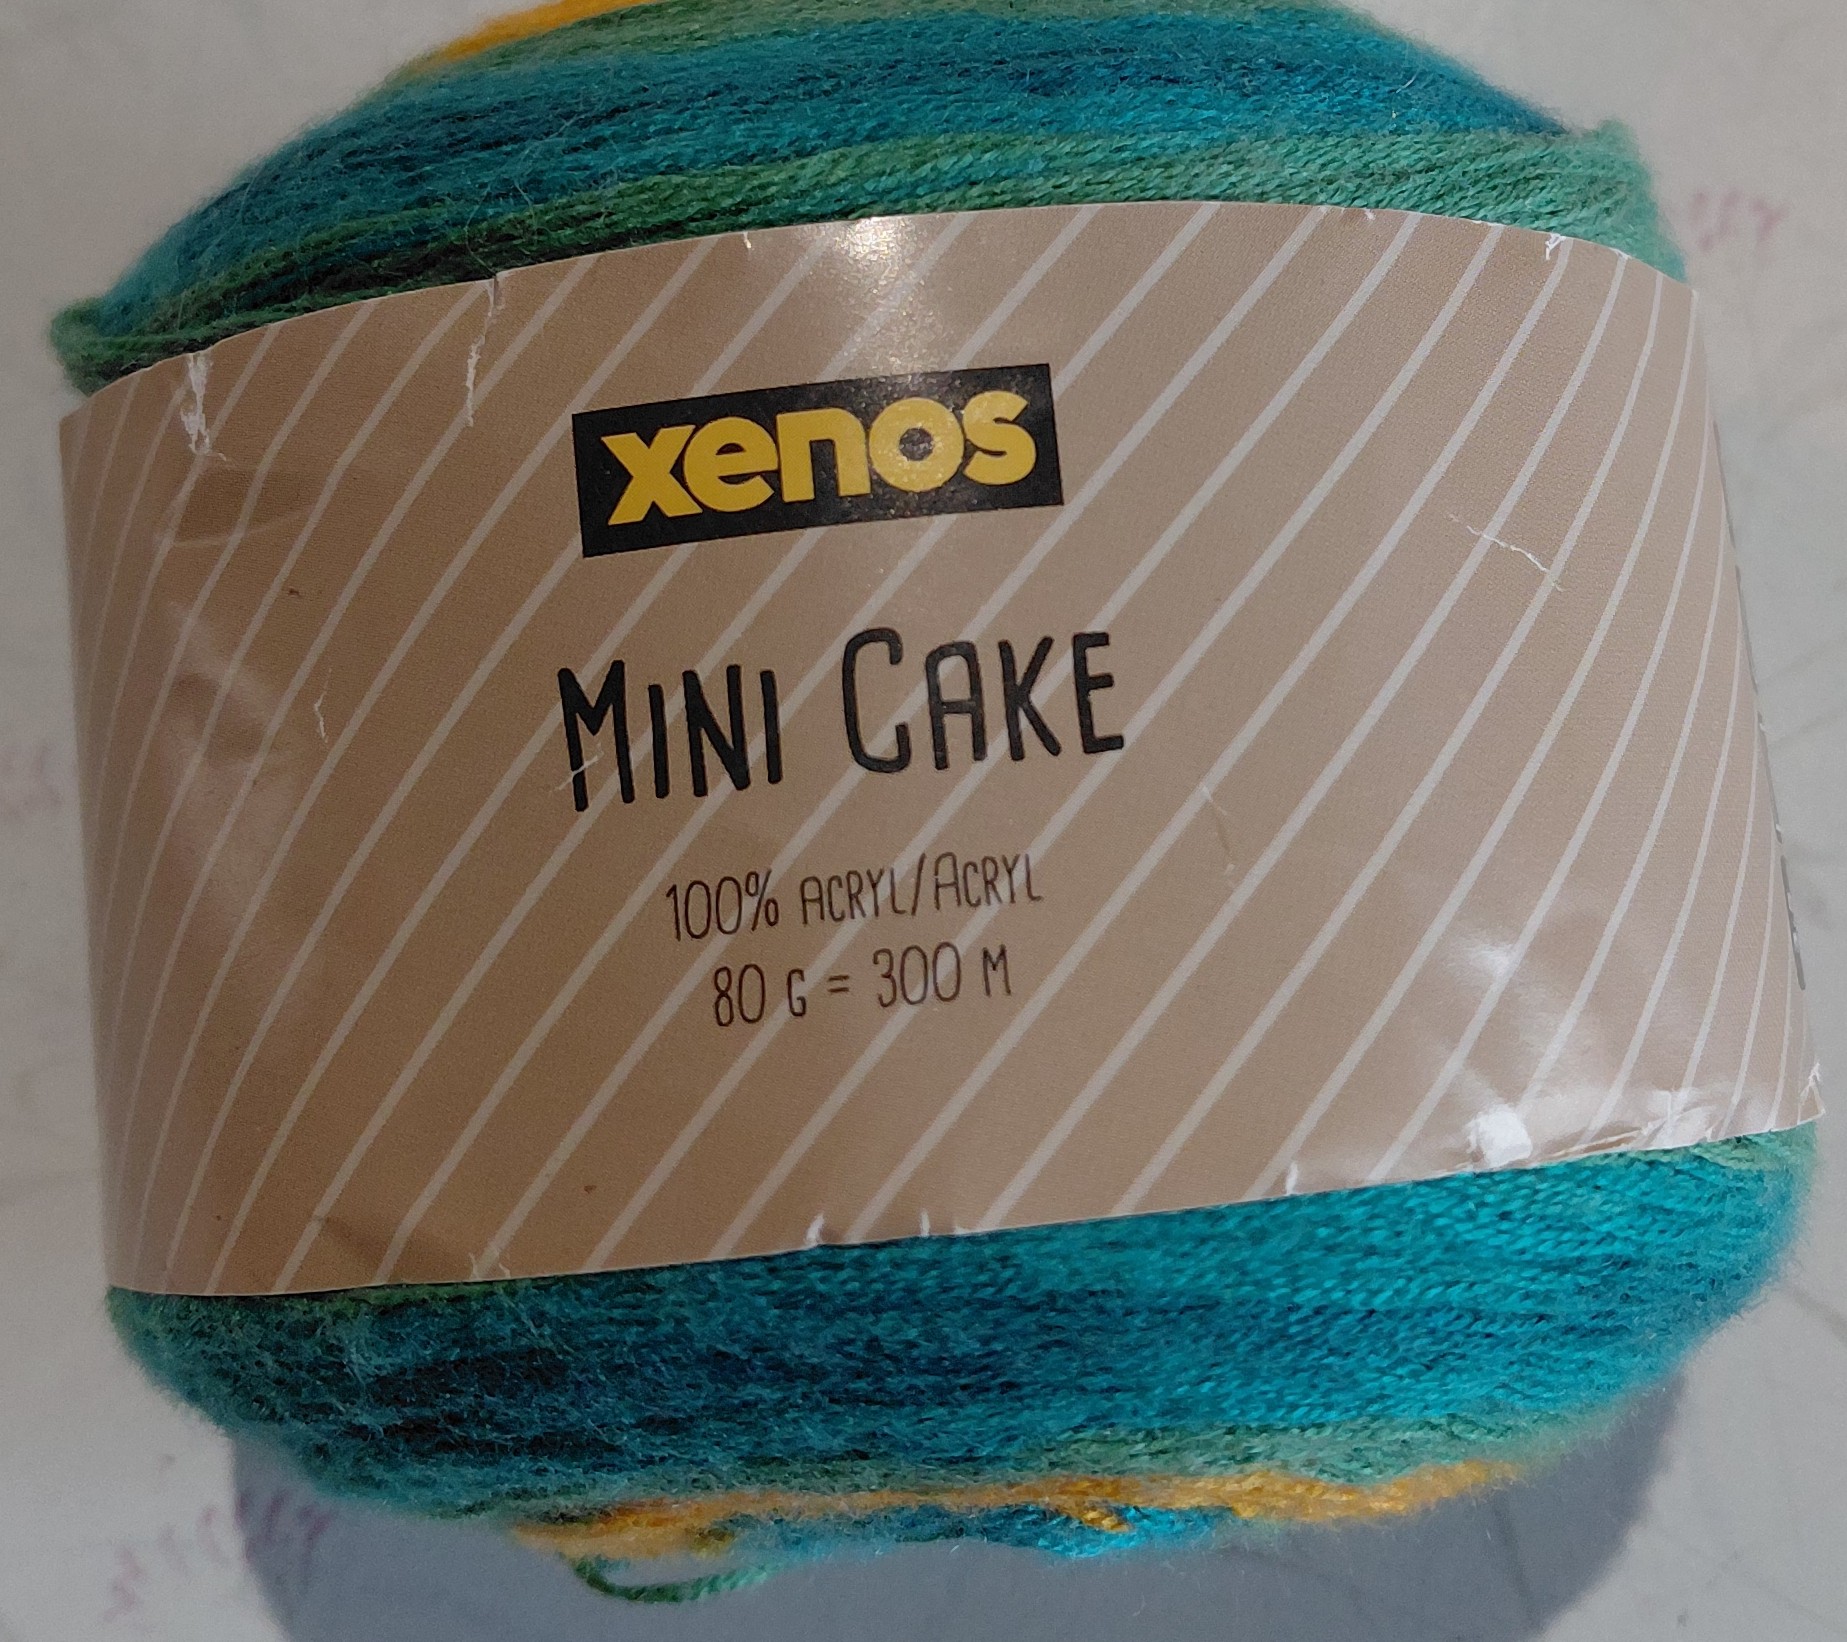 xenos
MINI CAKE
100% ACRYL/ACRYL
80 G = 300 M